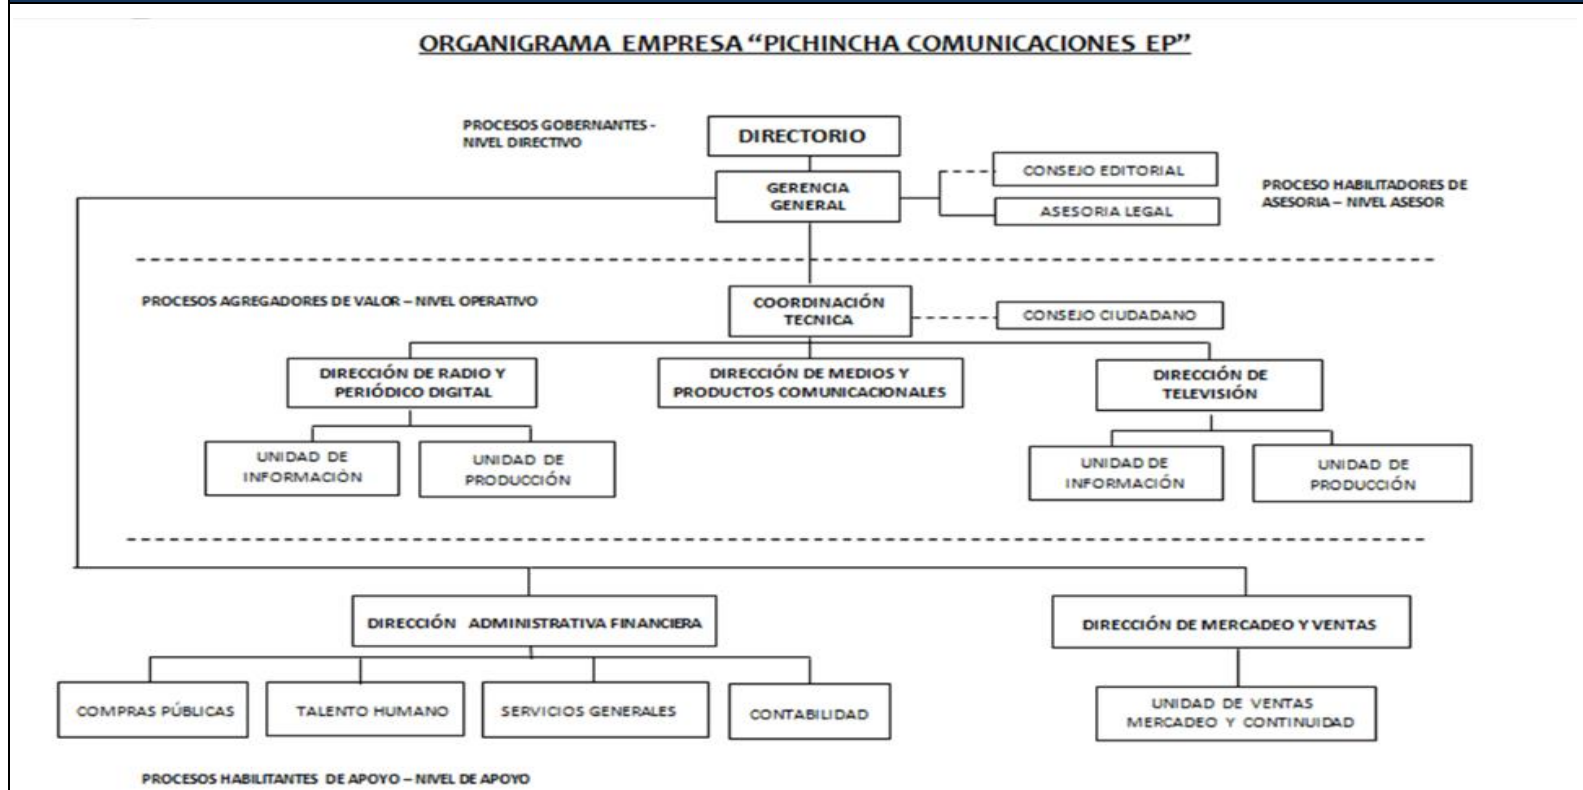 ORGANIGRAMA EMPRESA “PICHINCHA COMUNICACIONES EP”
PROCESOS GOBERNANTES -
NIVEL DIRECTIVO
DIRECTORIO
GERENCIA
GENERAL
CONSEJO EDITORIAL
ASESORIA LEGAL
PROCESO HABILITADORES DE
ASESORIA – NIVEL ASESOR
PROCESOS AGREGADORES DE VALOR – NIVEL OPERATIVO
COORDINACIÓN
TECNICA
CONSEJO CIUDADANO
DIRECCIÓN DE RADIO Y
PERIÓDICO DIGITAL
DIRECCIÓN DE MEDIOS Y
PRODUCTOS COMUNICACIONALES
DIRECCIÓN DE
TELEVISIÓN
UNIDAD DE
INFORMACIÓN
UNIDAD DE
PRODUCCIÓN
UNIDAD DE
INFORMACIÓN
UNIDAD DE
PRODUCCIÓN
DIRECCIÓN ADMINISTRATIVA FINANCIERA
DIRECCIÓN DE MERCADEO Y VENTAS
COMPRAS PÚBLICAS
TALENTO HUMANO
SERVICIOS GENERALES
CONTABILIDAD
UNIDAD DE VENTAS
MERCADEO Y CONTINUIDAD
PROCESOS HABILITANTES DE APOYO – NIVEL DE APOYO